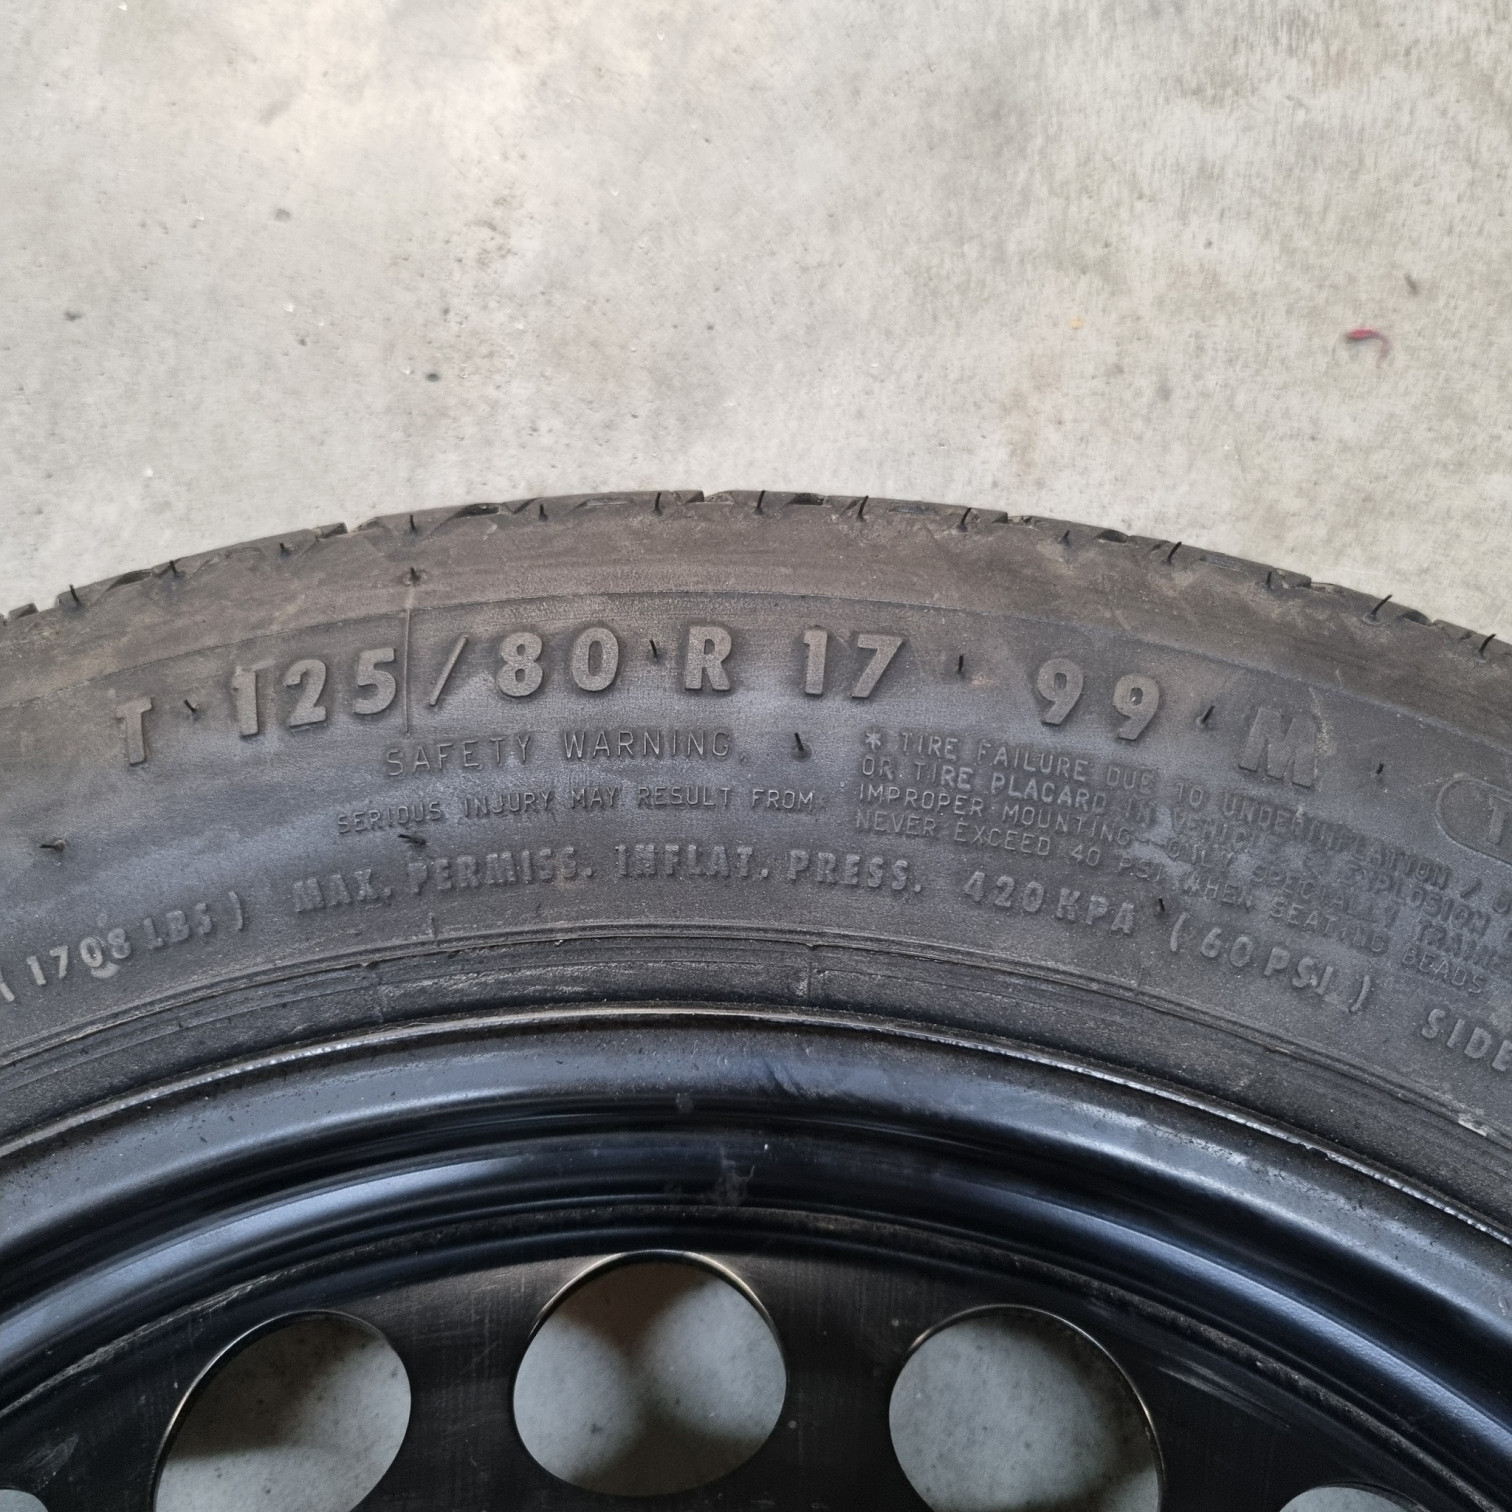 T 125/80 R 17 99 M
SAFETY WARNING
SERIOUS INJURY MAY RESULT FROM
* TIRE FAILURE DUE TO UNDERINFLATION /
OR TIRE PLACARD IN VEHICLE EXPLOSION
IMPROPER MOUNTING ONLY SPECIALLY
NEVER EXCEED 40 PSI WHEN SEATING BEADS
(1708 LBS) MAX. PERMISS. INFLAT. PRESS. 420 KPA (60 PSI) SIDE